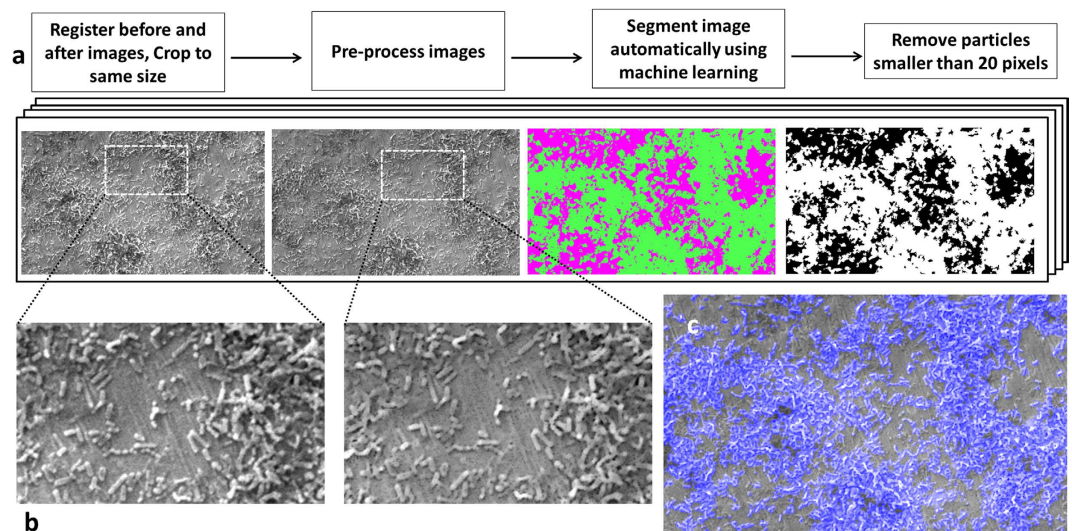 a
Register before and
after images, Crop to
same size
Pre-process images
Segment image
automatically using
machine learning
Remove particles
smaller than 20 pixels
c
b